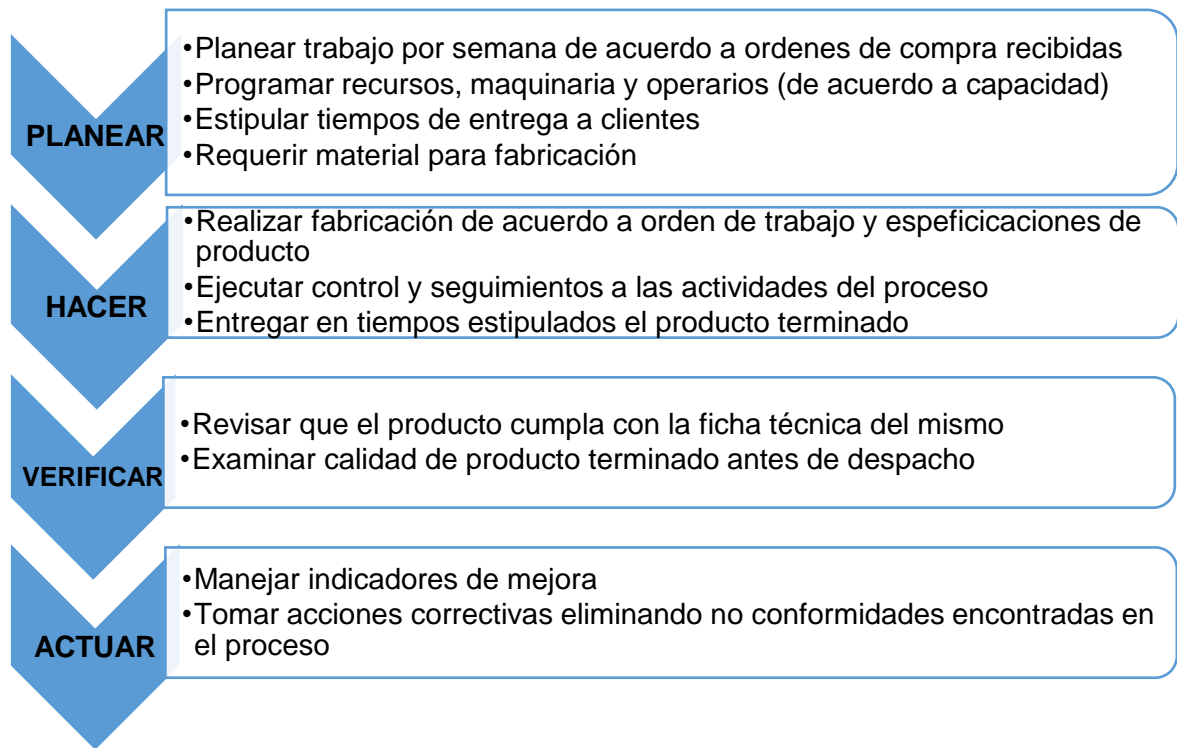 PLANEAR
•Planear trabajo por semana de acuerdo a ordenes de compra recibidas
•Programar recursos, maquinaria y operarios (de acuerdo a capacidad)
•Estipular tiempos de entrega a clientes
•Requerir material para fabricación
HACER
•Realizar fabricación de acuerdo a orden de trabajo y espeficicaciones de
producto
•Ejecutar control y seguimientos a las actividades del proceso
•Entregar en tiempos estipulados el producto terminado
VERIFICAR
•Revisar que el producto cumpla con la ficha técnica del mismo
•Examinar calidad de producto terminado antes de despacho
ACTUAR
•Manejar indicadores de mejora
•Tomar acciones correctivas eliminando no conformidades encontradas en
el proceso